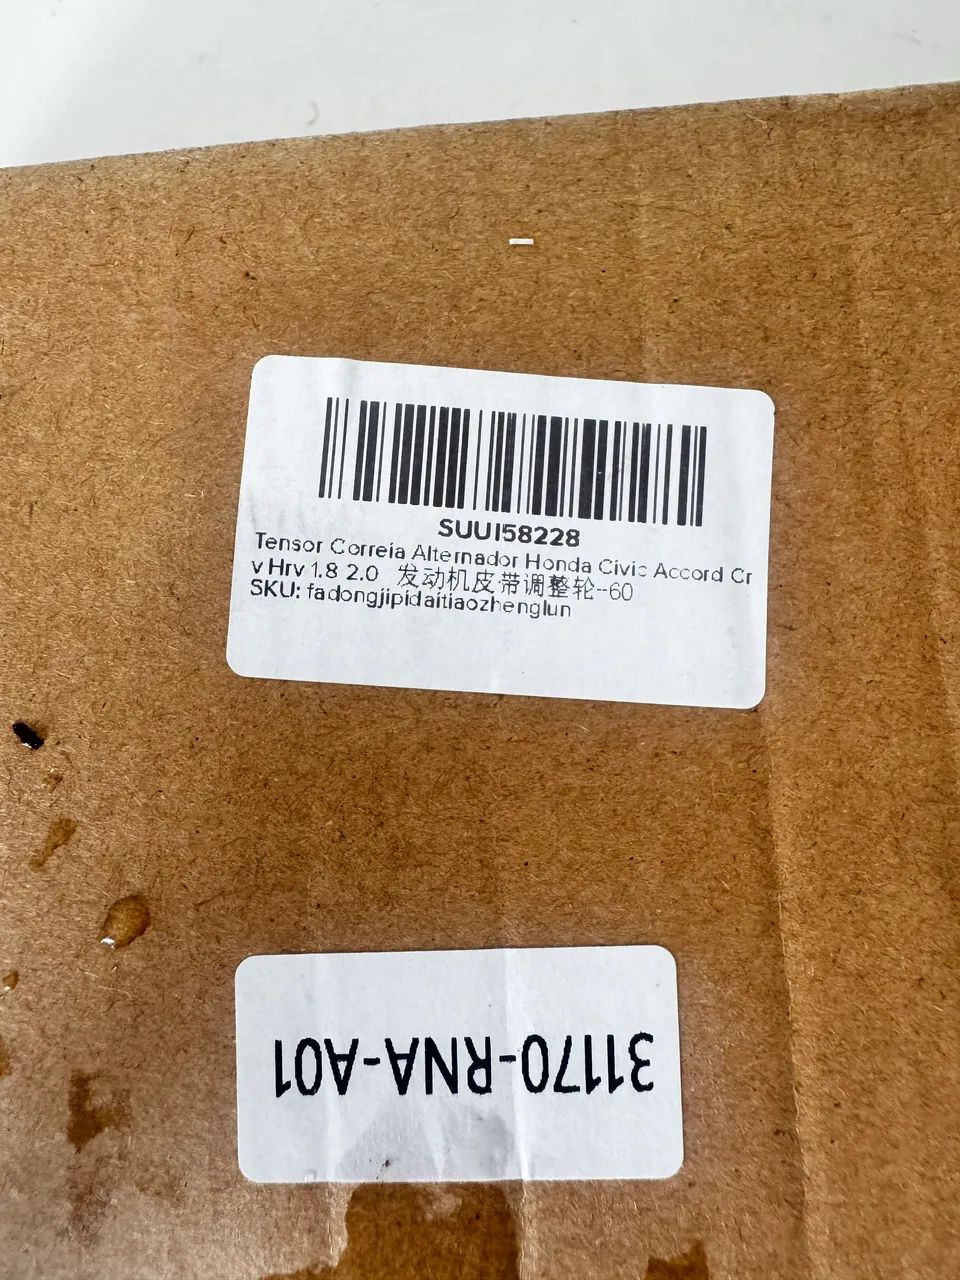 SUUI58228
Tensor Correia Alternador Honda Civic Accord Cr
v Hrv 1.8 2.0 发动机皮带调整轮--60
SKU: fadongjipidaitiaozhenglun
31170-RNA-A01